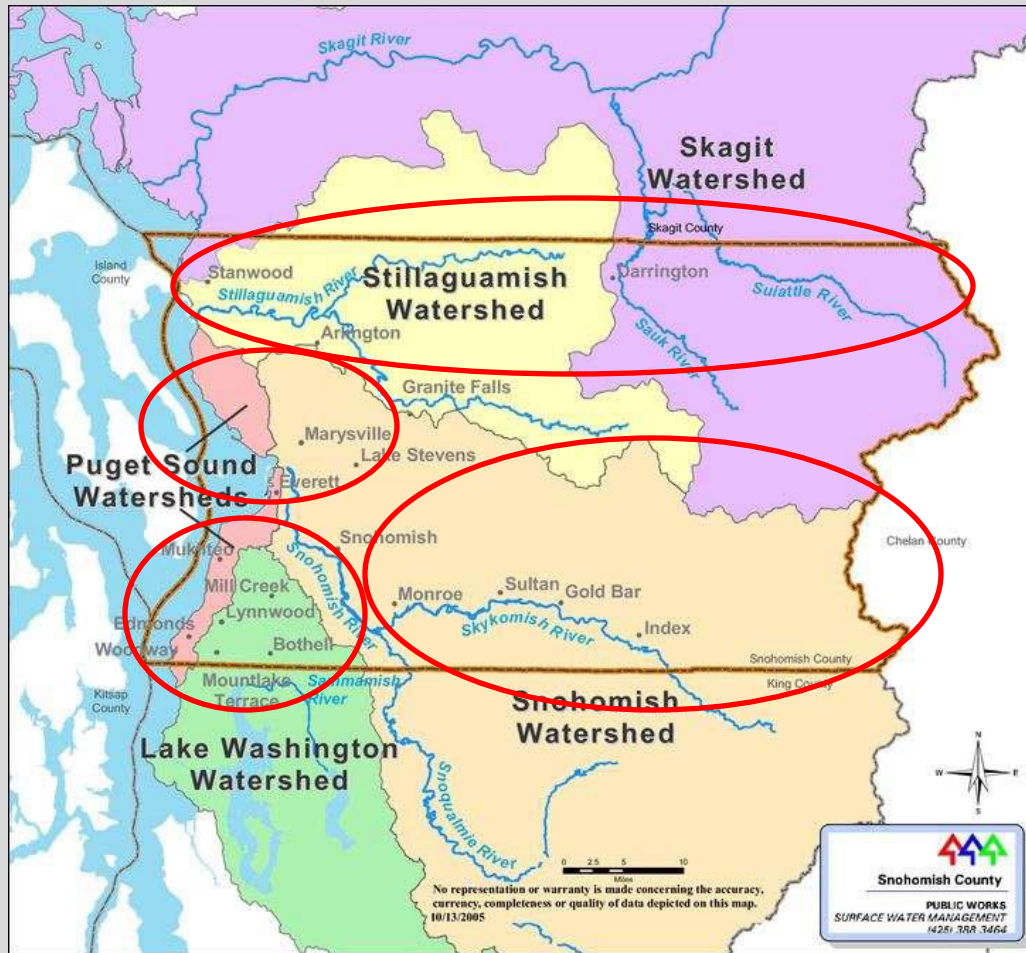 Skagit River
Skagit
Watershed
Skagit County
Island
County
Stanwood
Stillaguamish River
Stillaguamish
Watershed
Darrington
Suiattle River
Sauk River
Arlington
Granite Falls
Marysville
Lake Stevens
Puget Sound
Watersheds
Everett
Snohomish
Snohomish River
Mukilteo
Mill Creek
Lynnwood
Edmonds
Woodway
Bothell
Monroe
Sultan
Gold Bar
Skykomish River
Index
Chelan County
Snohomish County
King County
Kitsap
County
Mountlake
Terrace
Sammamish
River
Snohomish
Watershed
Lake Washington
Watershed
Snoqualmie River
N
W
E
S
0 2.5 5 10
Miles
No representation or warranty is made concerning the accuracy,
currency, completeness or quality of data depicted on this map.
10/13/2005
Snohomish County
PUBLIC WORKS
SURFACE WATER MANAGEMENT
(425) 388-3464